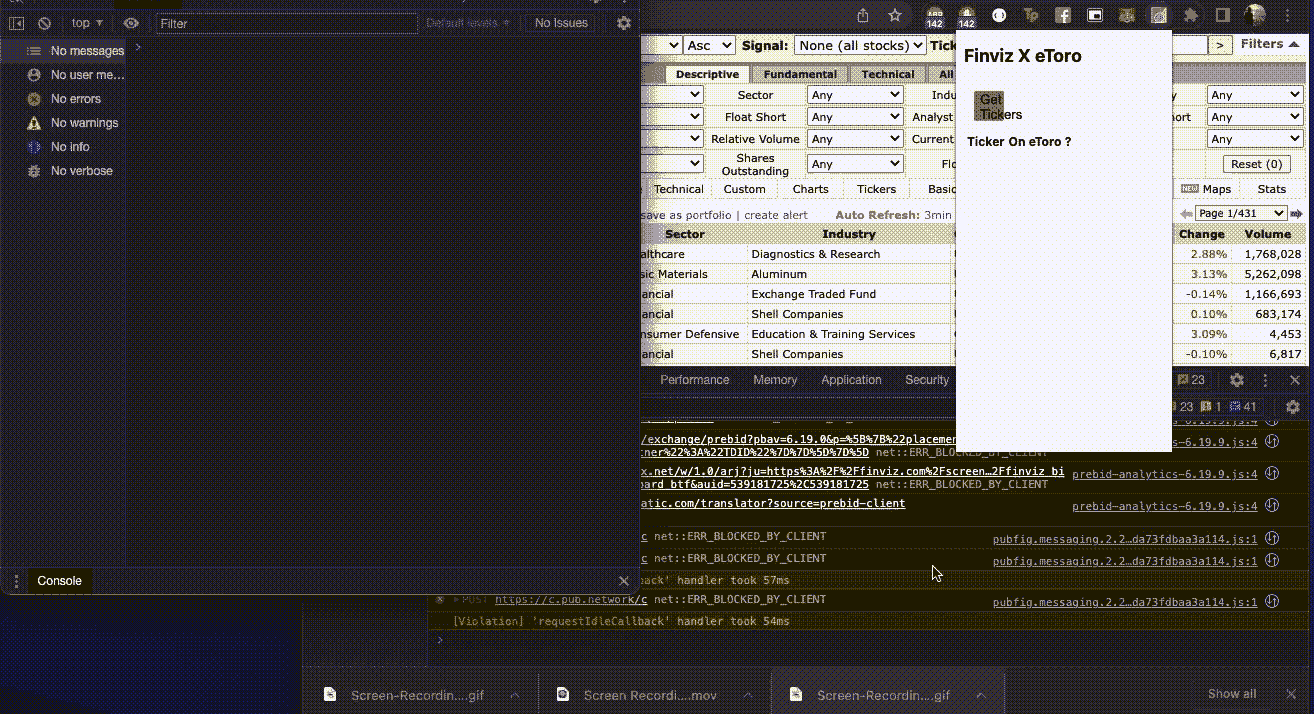 top Filter Default levels No Issues
No messages
No user me...
No errors
No warnings
No info
No verbose
Console
142 142 Tp
Asc Signal: None (all stocks) Tick > Filters
Descriptive Fundamental Technical All
Sector Any Indu Any
Float Short Any Analyst ort Any
Relative Volume Any Current Any
Shares Outstanding Any Flo Reset (0)
Technical Custom Charts Tickers Basic NEW Maps Stats
save as portfolio | create alert Auto Refresh: 3min Page 1/431
Sector Industry Change Volume
althcare Diagnostics & Research 2.88% 1,768,028
sic Materials Aluminum 3.13% 5,262,098
ancial Exchange Traded Fund -0.14% 1,166,693
ancial Shell Companies 0.10% 683,174
nsumer Defensive Education & Training Services 3.09% 4,453
ancial Shell Companies -0.10% 6,817
Finviz X eToro
Get
Tickers
Ticker On eToro ?
Performance Memory Application Security 23
23 1 41
-6.19.9.js:4
/exchange/prebid?pbav=6.19.0&p=%5B%7B%22placemen s-6.19.9.js:4
ner%22%3A%22TDID%22%7D%7D%5D%7D%5D net::ERR_BLOCKED_BY_CLIENT
x.net/w/1.0/arj?ju=https%3A%2F%2Ffinviz.com%2Fscreen…2Ffinviz_bi prebid-analytics-6.19.9.js:4
ard_btf&auid=539181725%2C539181725 net::ERR_BLOCKED_BY_CLIENT
atic.com/translator?source=prebid-client prebid-analytics-6.19.9.js:4
c net::ERR_BLOCKED_BY_CLIENT pubfig.messaging.2.2…da73fdbaa3a114.js:1
c net::ERR_BLOCKED_BY_CLIENT pubfig.messaging.2.2…da73fdbaa3a114.js:1
back' handler took 57ms
POST https://c.pub.network/c net::ERR_BLOCKED_BY_CLIENT pubfig.messaging.2.2…da73fdbaa3a114.js:1
[Violation] 'requestIdleCallback' handler took 54ms
Screen-Recordin....gif Screen Recordi....mov Screen-Recordin....gif Show all